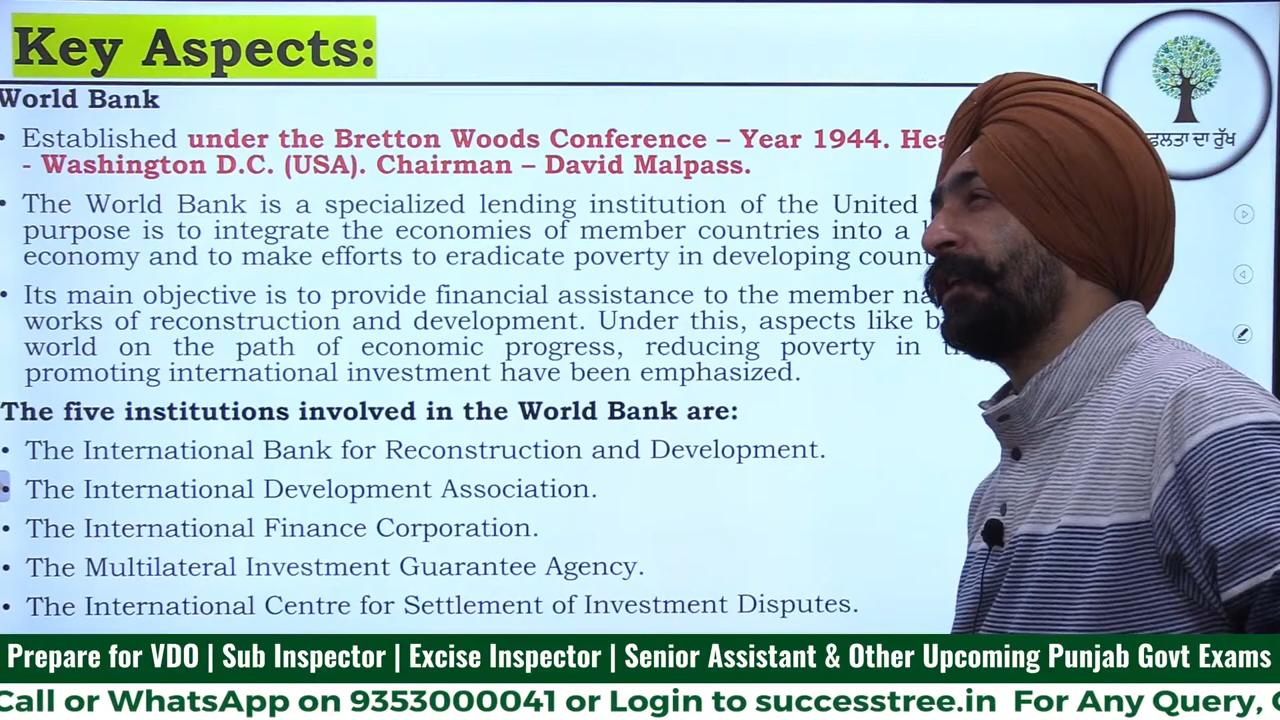 Key Aspects:
World Bank
• Established under the Bretton Woods Conference – Year 1944.
- Washington D.C. (USA). Chairman – David Malpass.
• The World Bank is a specialized lending institution of the United
purpose is to integrate the economies of member countries into a
economy and to make efforts to eradicate poverty in developing
• Its main objective is to provide financial assistance to the member
works of reconstruction and development. Under this, aspects like
world on the path of economic progress, reducing poverty in
promoting international investment have been emphasized.
The five institutions involved in the World Bank are:
• The International Bank for Reconstruction and Development.
• The International Development Association.
• The International Finance Corporation.
• The Multilateral Investment Guarantee Agency.
• The International Centre for Settlement of Investment Disputes.
ਦਾ ਰੁੱਖ
Prepare for VDO | Sub Inspector | Excise Inspector | Senior Assistant & Other Upcoming Punjab Govt Exams
Call or WhatsApp on 9353000041 or Login to successtree.in For Any Query,